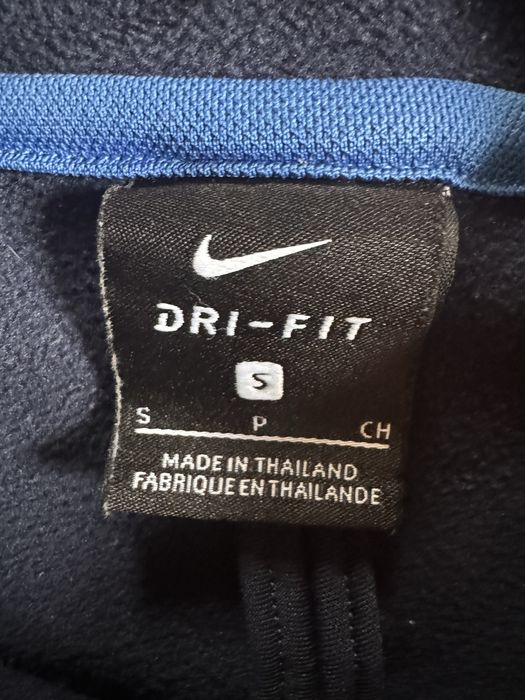 DRI-FIT
S
S P CH
MADE IN THAILAND
FABRIQUE EN THAILANDE